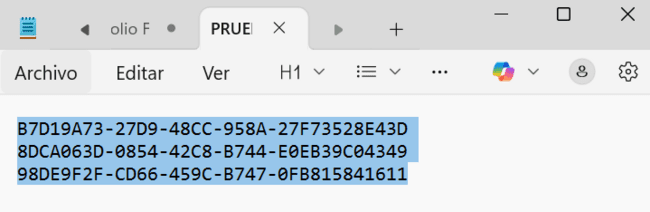 olio F
PRUE
Archivo Editar Ver H1
B7D19A73-27D9-48CC-958A-27F73528E43D
8DCA063D-0854-42C8-B744-E0EB39C04349
98DE9F2F-CD66-459C-B747-0FB815841611